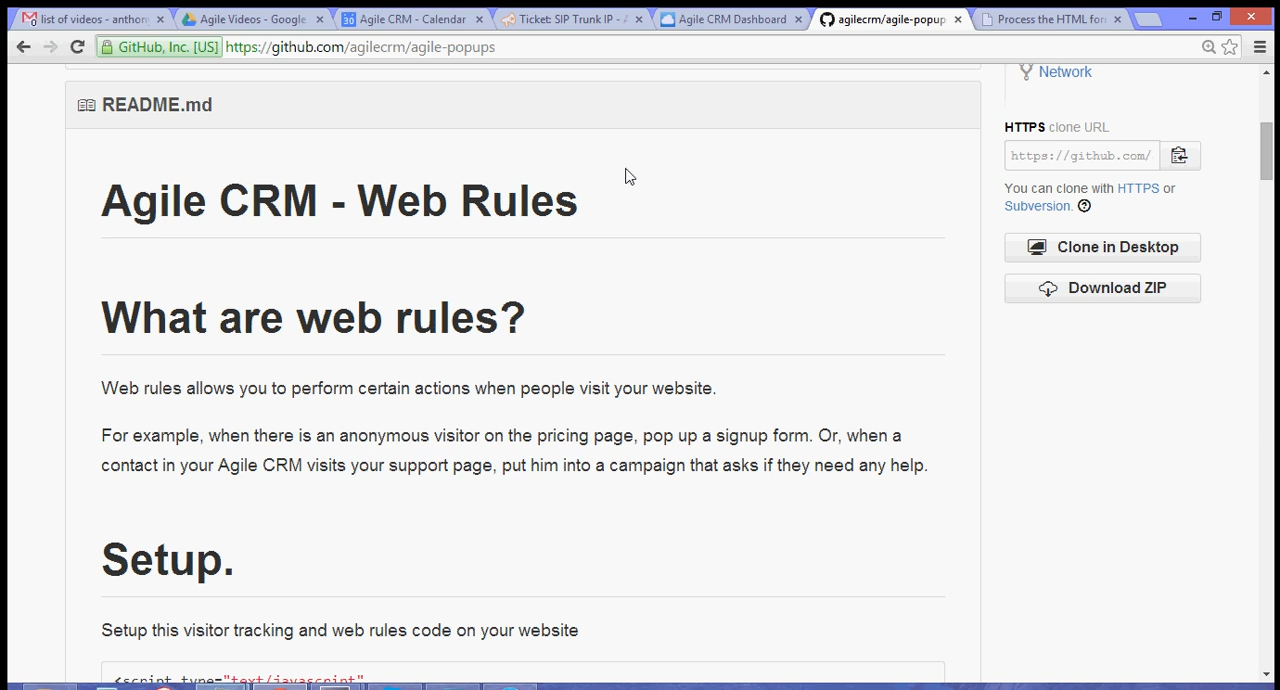 list of videos - anthon
Agile Videos - Google
30 Agile CRM - Calendar
Ticket: SIP Trunk IP - A
Agile CRM Dashboard
agilecrm/agile-popup
Process the HTML for
GitHub, Inc. [US] https://github.com/agilecrm/agile-popups
Network
README.md
HTTPS clone URL
https://github.com/
You can clone with HTTPS or
Subversion.
Clone in Desktop
Download ZIP
Agile CRM - Web Rules
What are web rules?
Web rules allows you to perform certain actions when people visit your website.
For example, when there is an anonymous visitor on the pricing page, pop up a signup form. Or, when a
contact in your Agile CRM visits your support page, put him into a campaign that asks if they need any help.
Setup.
Setup this visitor tracking and web rules code on your website
<script type="text/javascript"